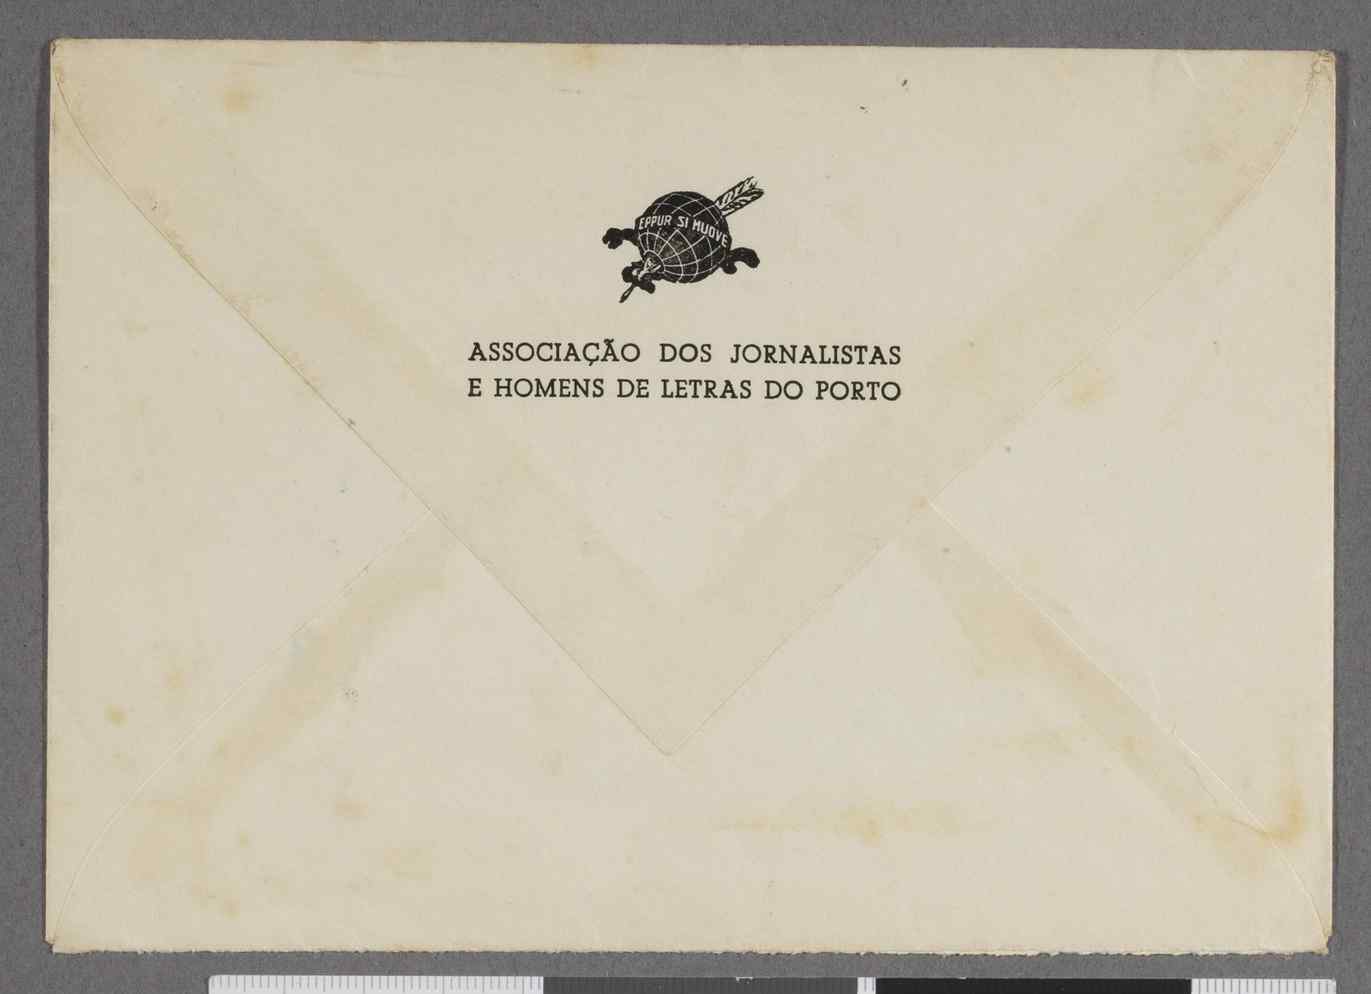 EPPUR SI MUOVE
ASSOCIAÇÃO DOS JORNALISTAS
E HOMENS DE LETRAS DO PORTO